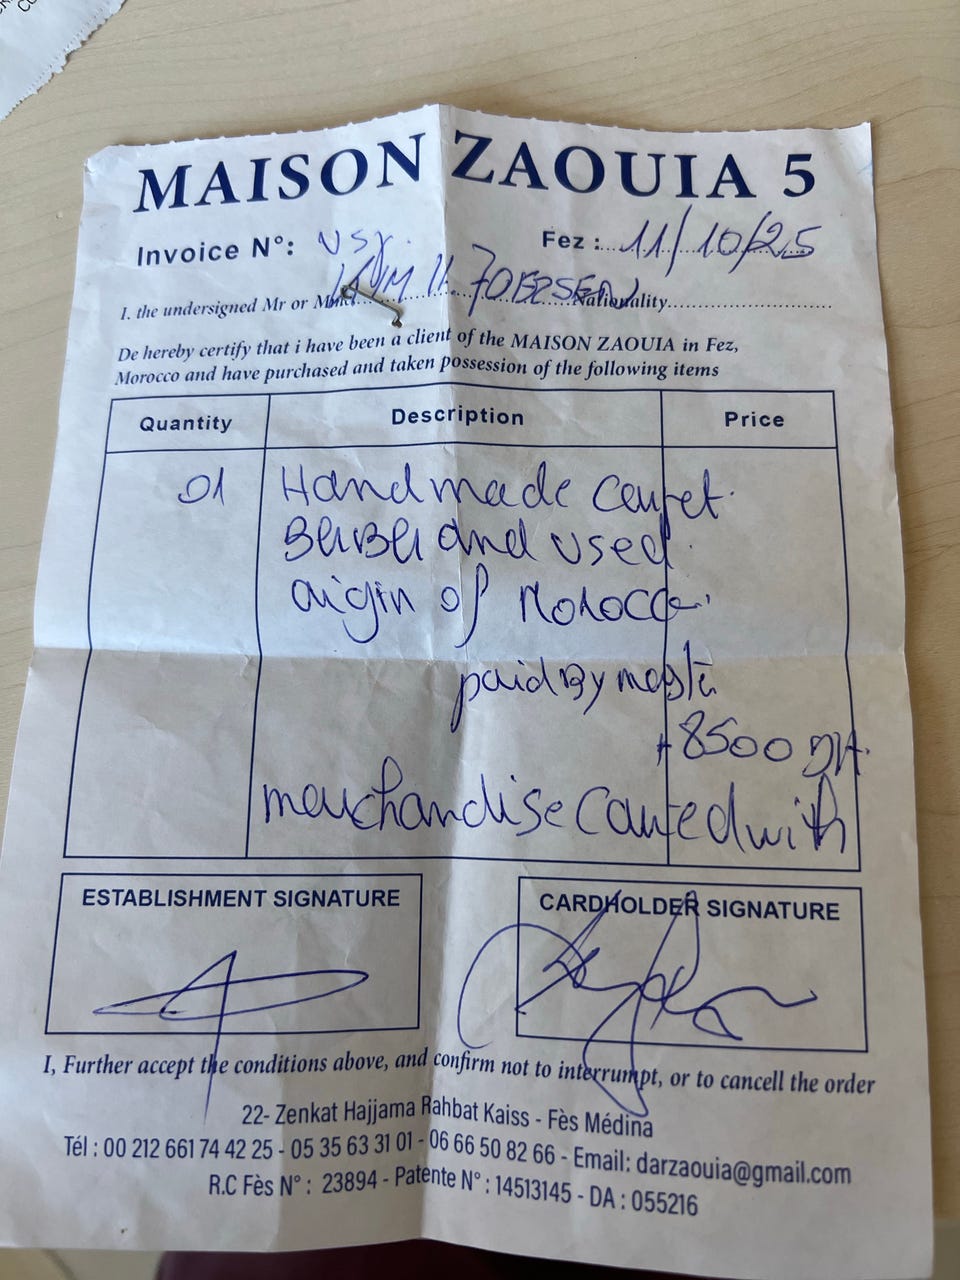 MAISON ZAOUIA 5
Invoice N°: Fez : 11/10/25
I. the undersigned Mr or KIM H. Nationality
De hereby certify that i have been a client of the MAISON ZAOUIA in Fez,
Morocco and have purchased and taken possession of the following items
Quantity Description Price
01 Handmade Carpet.
BerBer and used.
origin of Morocco.
paid By
8500 DH.
merchandise Carried with
ESTABLISHMENT SIGNATURE CARDHOLDER SIGNATURE
I, Further accept the conditions above, and confirm not to interrumpt, or to cancell the order
22- Zenkat Hajjama Rahbat Kaiss - Fès Médina
Tél : 00 212 661 74 42 25 - 05 35 63 31 01 - 06 66 50 82 66 - Email: darzaouia@gmail.com
R.C Fès N° : 23894 - Patente N° : 14513145 - DA : 055216